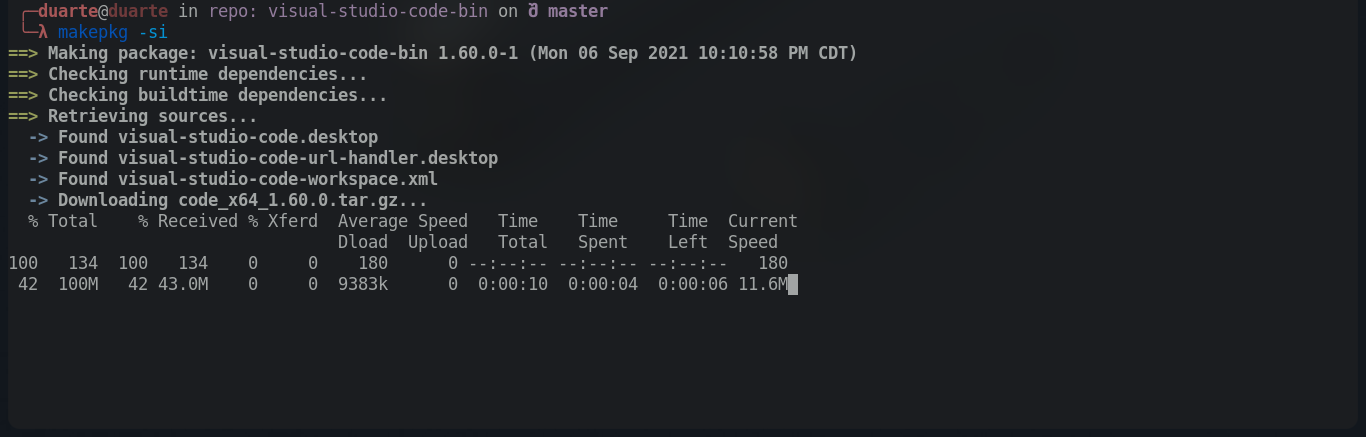 ╭─duarte@duarte in repo: visual-studio-code-bin on ð master
╰─λ makepkg -si
==> Making package: visual-studio-code-bin 1.60.0-1 (Mon 06 Sep 2021 10:10:58 PM CDT)
==> Checking runtime dependencies...
==> Checking buildtime dependencies...
==> Retrieving sources...
  -> Found visual-studio-code.desktop
  -> Found visual-studio-code-url-handler.desktop
  -> Found visual-studio-code-workspace.xml
  -> Downloading code_x64_1.60.0.tar.gz...
  % Total    % Received % Xferd  Average Speed   Time    Time     Time  Current
                                 Dload  Upload   Total   Spent    Left  Speed
100   134  100   134    0     0    180      0 --:--:-- --:--:-- --:--:--   180
 42  100M   42 43.0M    0     0  9383k      0  0:00:10  0:00:04  0:00:06 11.6M